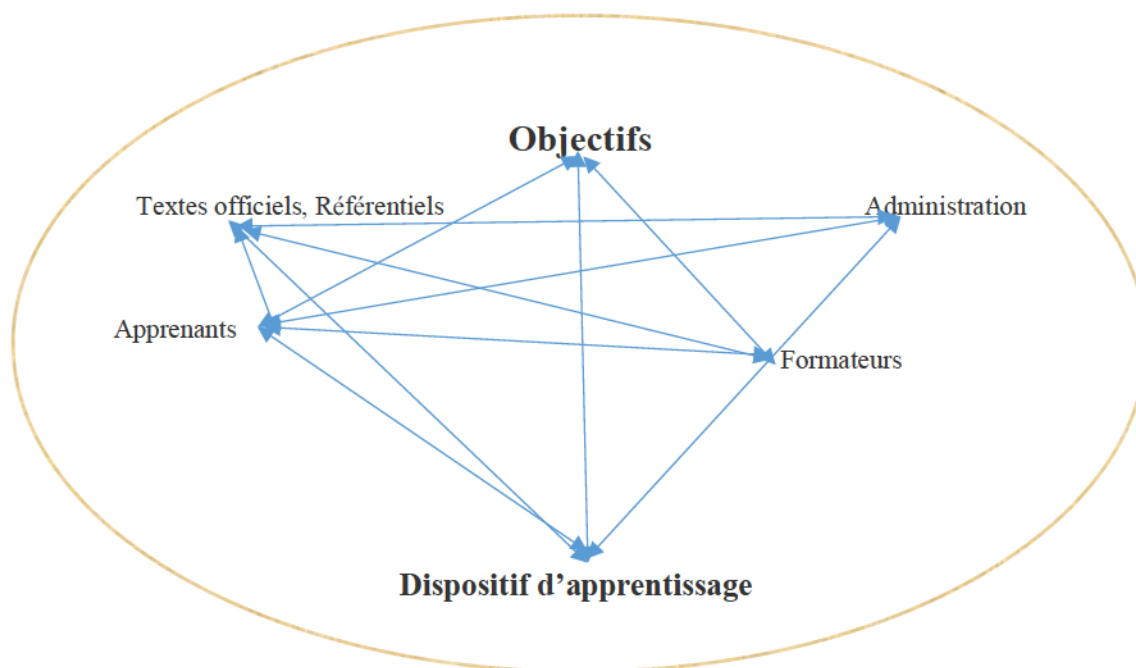 Objectifs
Textes officiels, Référentiels
Administration
Apprenants
Formateurs
Dispositif d’apprentissage